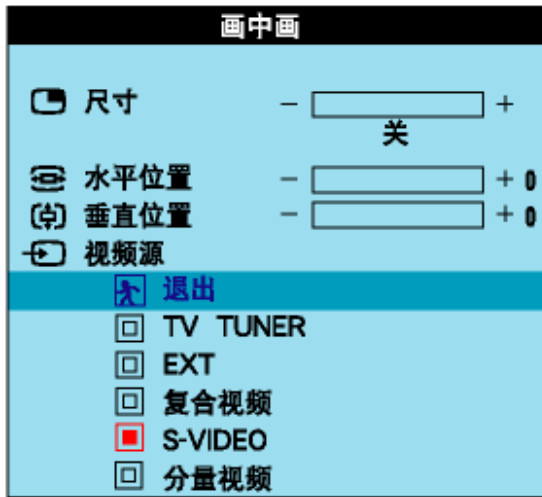 画中画
尺寸 - +
关
水平位置 - + 0
垂直位置 - + 0
视频源
退出
TV TUNER
EXT
复合视频
S-VIDEO
分量视频